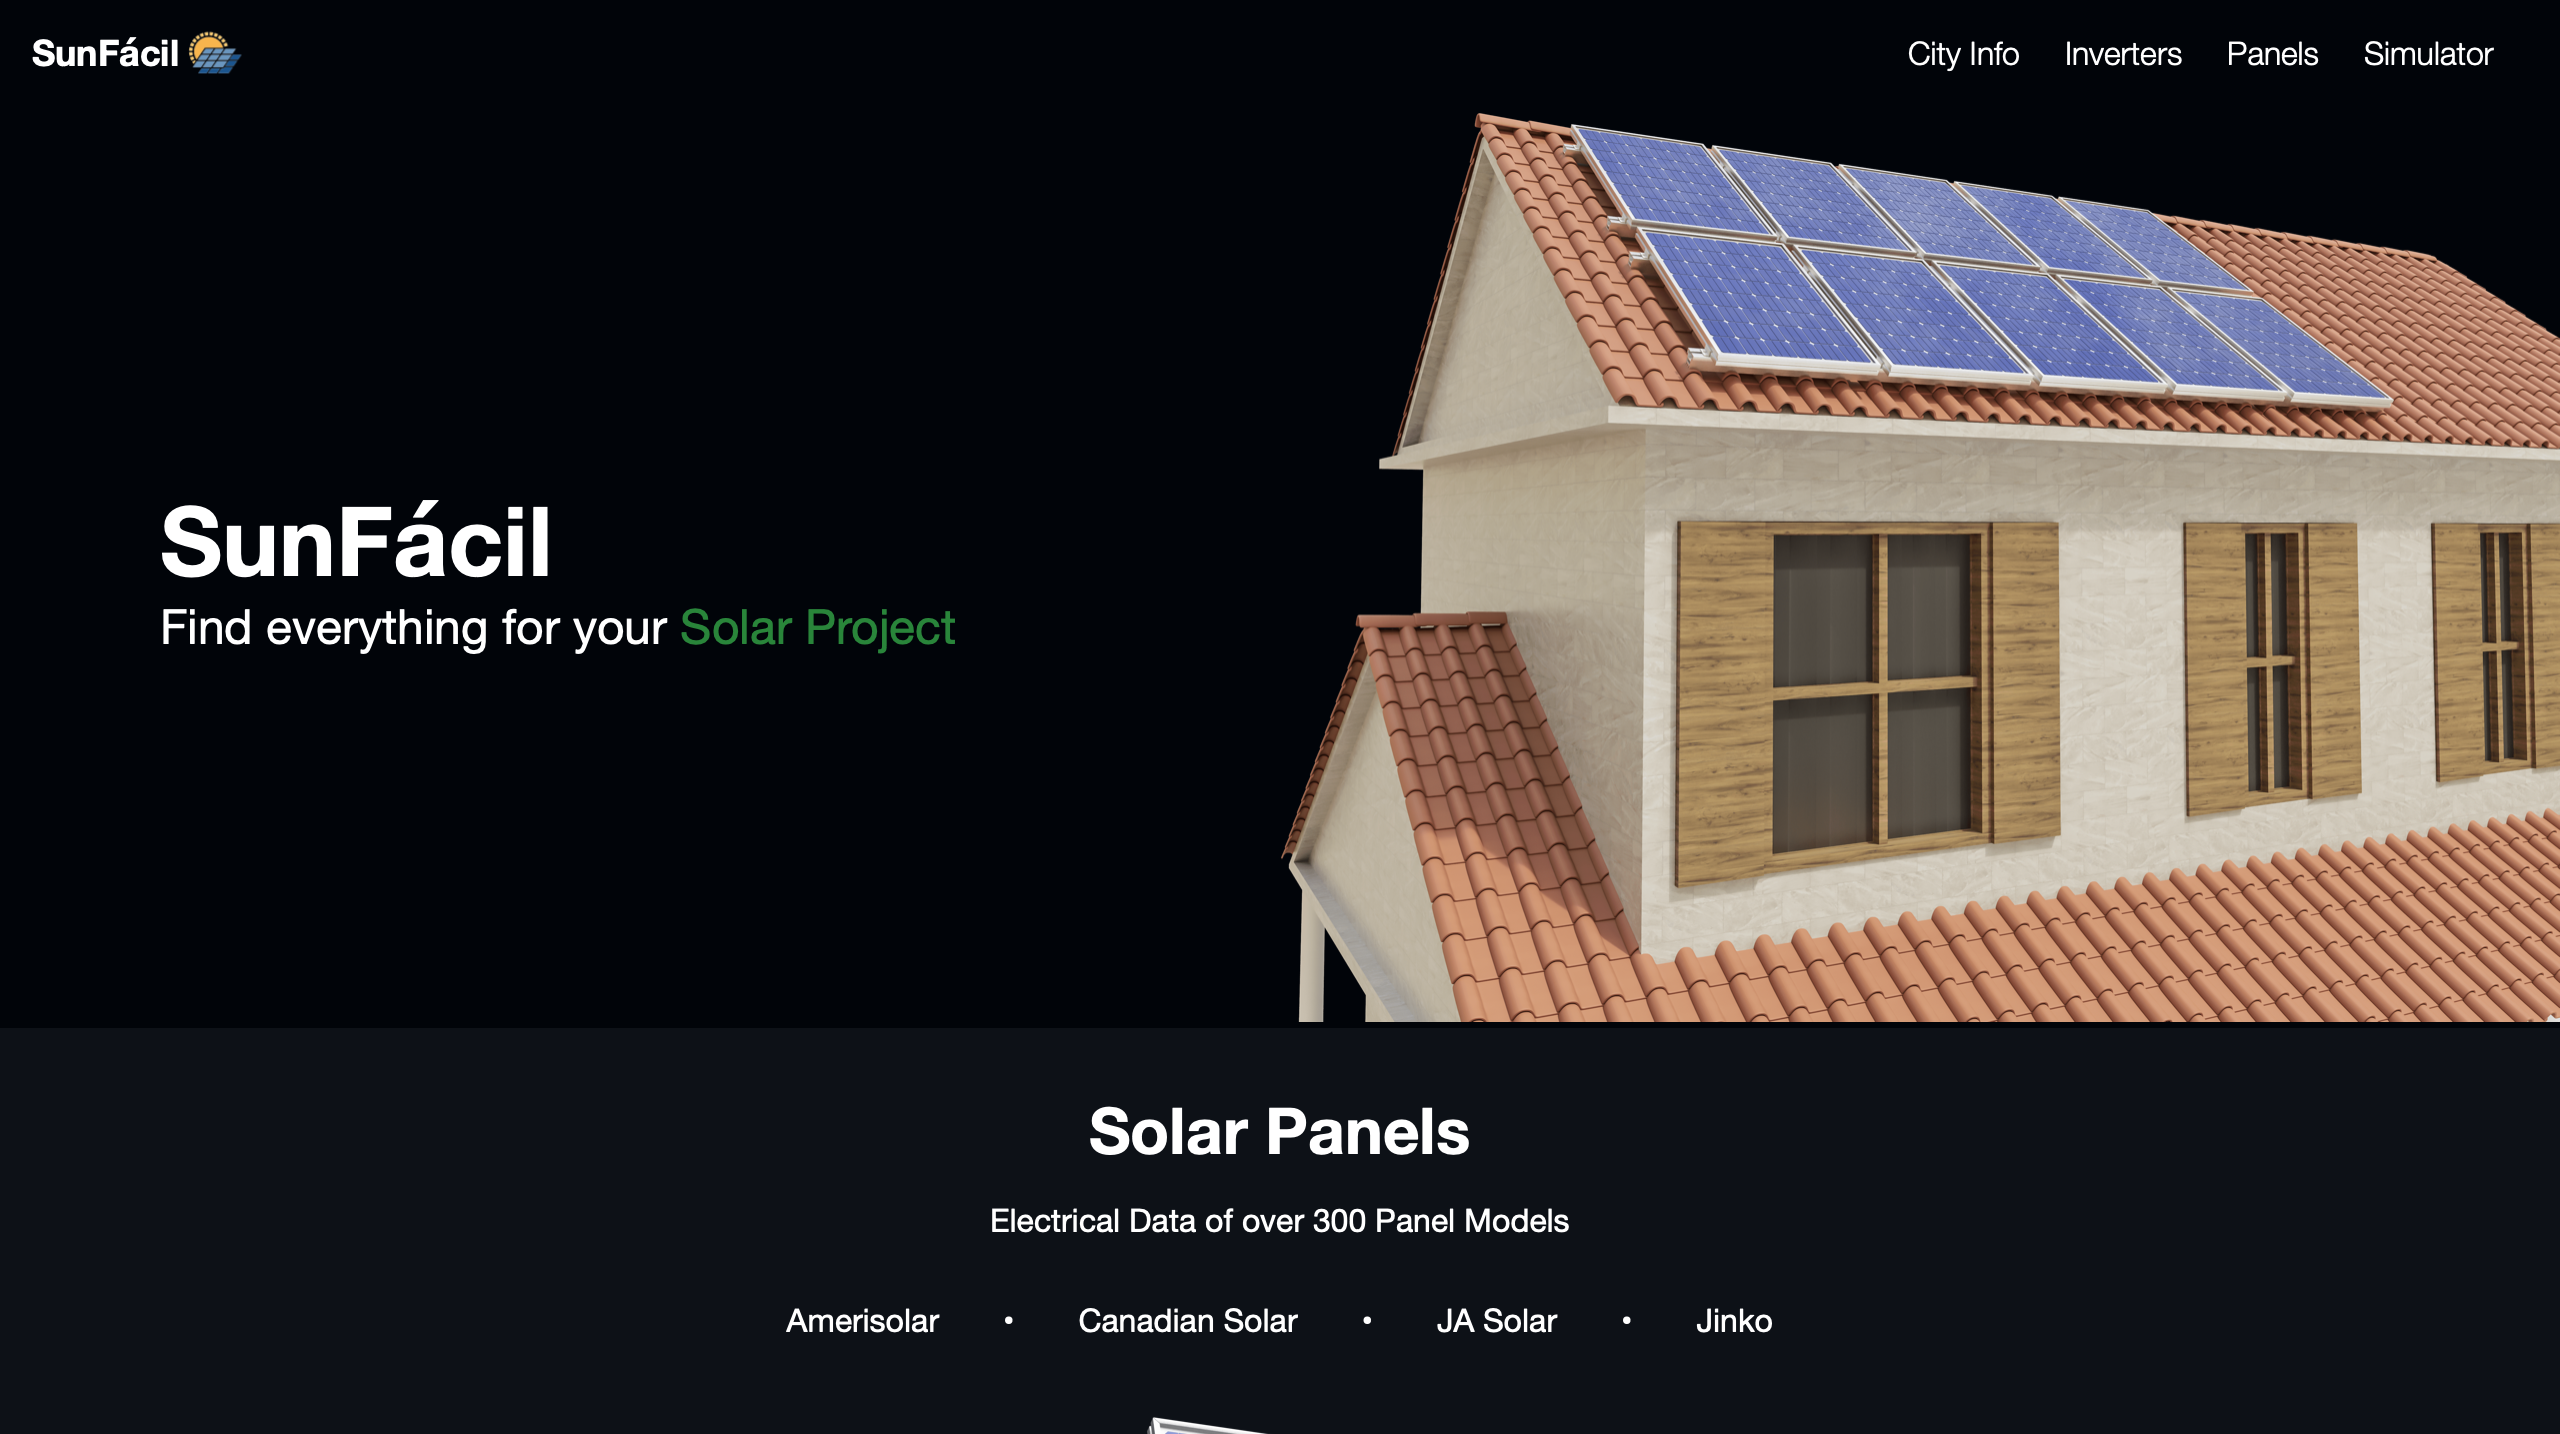 SunFácil
City Info
Inverters
Panels
Simulator
SunFácil
Find everything for your Solar Project
Solar Panels
Electrical Data of over 300 Panel Models
Amerisolar • Canadian Solar • JA Solar • Jinko